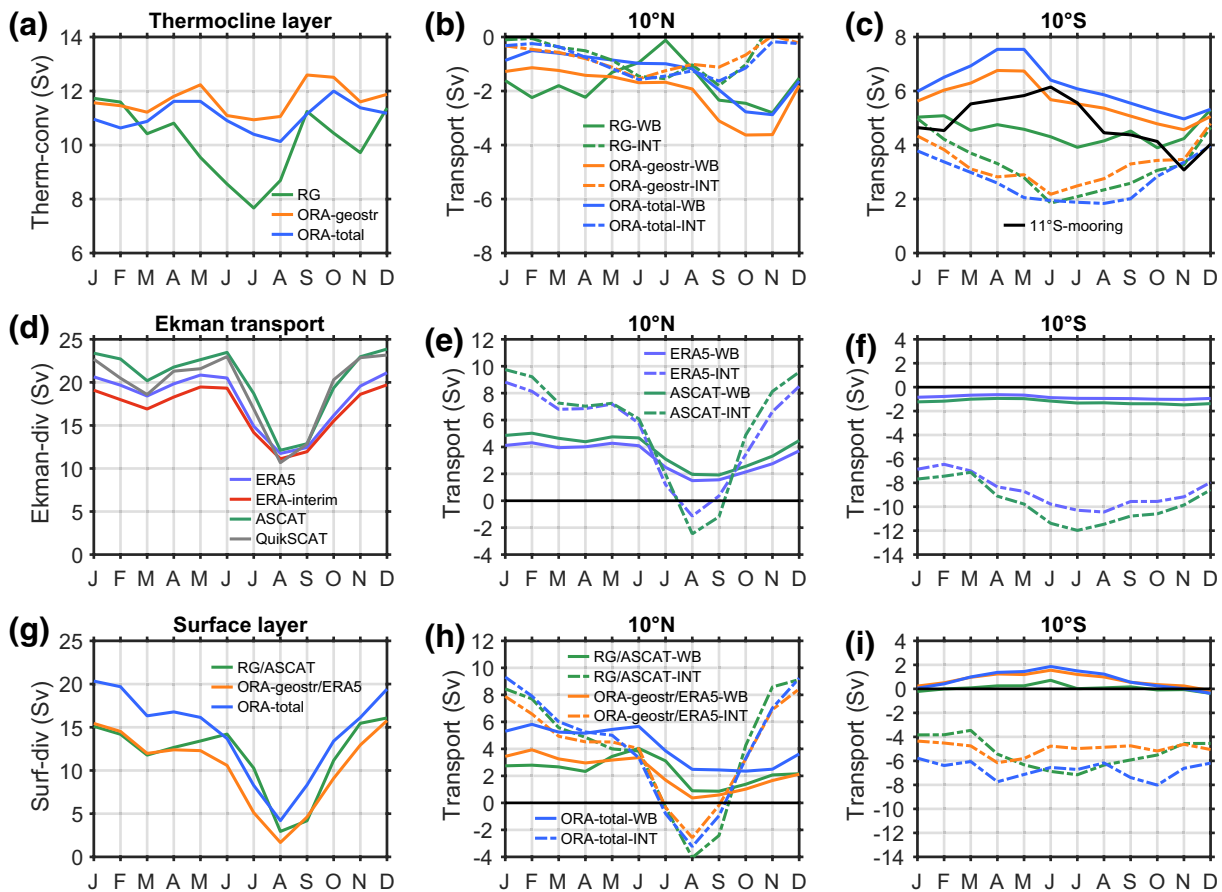 (a)
Thermocline layer
Therm-conv (Sv)
14
12
10
8
6
RG
ORA-geostr
ORA-total
J F M A M J J A S O N D
(b)
10°N
Transport (Sv)
0
-2
-4
-6
-8
RG-WB
RG-INT
ORA-geostr-WB
ORA-geostr-INT
ORA-total-WB
ORA-total-INT
J F M A M J J A S O N D
(c)
10°S
Transport (Sv)
8
6
4
2
0
11°S-mooring
J F M A M J J A S O N D
(d)
Ekman transport
Ekman-div (Sv)
25
20
15
10
5
0
ERA5
ERA-interim
ASCAT
QuikSCAT
J F M A M J J A S O N D
(e)
10°N
Transport (Sv)
12
10
8
6
4
2
0
-2
-4
ERA5-WB
ERA5-INT
ASCAT-WB
ASCAT-INT
J F M A M J J A S O N D
(f)
10°S
Transport (Sv)
4
2
0
-2
-4
-6
-8
-10
-12
-14
J F M A M J J A S O N D
(g)
Surface layer
Surf-div (Sv)
25
20
15
10
5
0
RG/ASCAT
ORA-geostr/ERA5
ORA-total
J F M A M J J A S O N D
(h)
10°N
Transport (Sv)
12
10
8
6
4
2
0
-2
-4
RG/ASCAT-WB
RG/ASCAT-INT
ORA-geostr/ERA5-WB
ORA-geostr/ERA5-INT
ORA-total-WB
ORA-total-INT
J F M A M J J A S O N D
(i)
10°S
Transport (Sv)
4
2
0
-2
-4
-6
-8
-10
-12
-14
J F M A M J J A S O N D